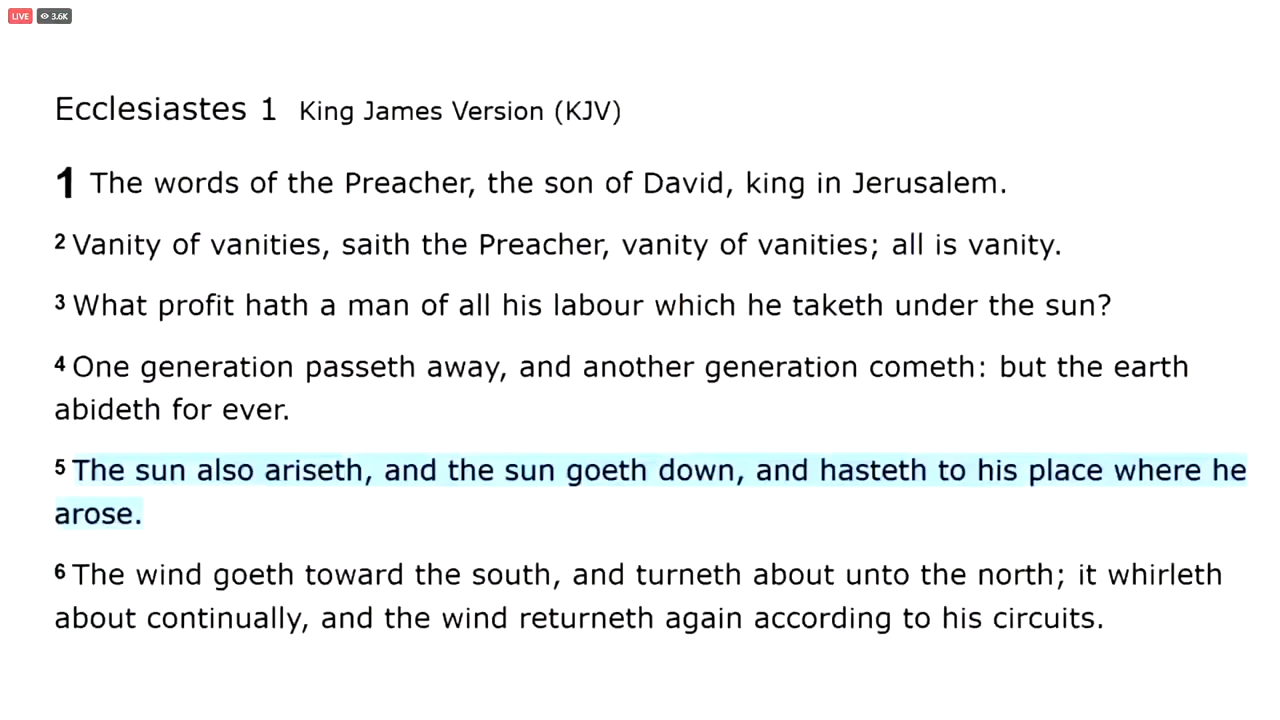 LIVE 3.6K
Ecclesiastes 1 King James Version (KJV)
1 The words of the Preacher, the son of David, king in Jerusalem.
2 Vanity of vanities, saith the Preacher, vanity of vanities; all is vanity.
3 What profit hath a man of all his labour which he taketh under the sun?
4 One generation passeth away, and another generation cometh: but the earth
abideth for ever.
5 The sun also ariseth, and the sun goeth down, and hasteth to his place where he
arose.
6 The wind goeth toward the south, and turneth about unto the north; it whirleth
about continually, and the wind returneth again according to his circuits.